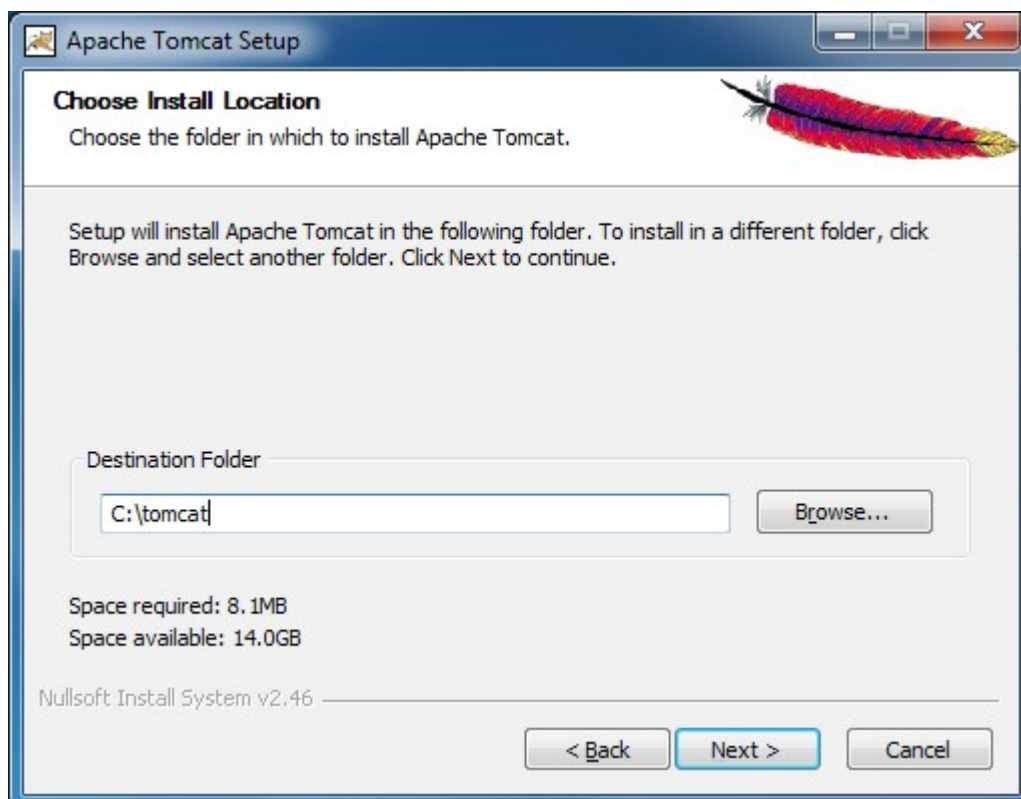 Apache Tomcat Setup
Choose Install Location
Choose the folder in which to install Apache Tomcat.
Setup will install Apache Tomcat in the following folder. To install in a different folder, click
Browse and select another folder. Click Next to continue.
Destination Folder
C:\tomcat
Browse...
Space required: 8.1MB
Space available: 14.0GB
Nullsoft Install System v2.46
< Back
Next >
Cancel